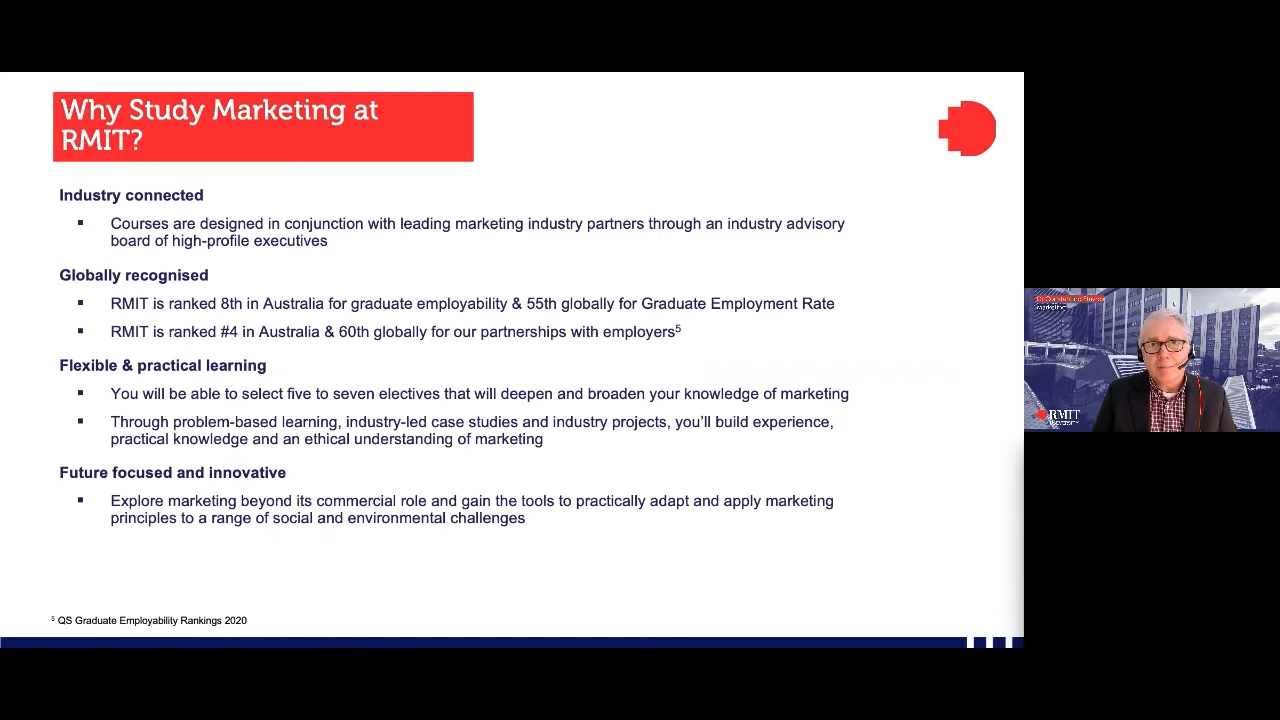 Why Study Marketing at
RMIT?
Industry connected
▪ Courses are designed in conjunction with leading marketing industry partners through an industry advisory
board of high-profile executives
Globally recognised
▪ RMIT is ranked 8th in Australia for graduate employability & 55th globally for Graduate Employment Rate
▪ RMIT is ranked #4 in Australia & 60th globally for our partnerships with employers⁵
Flexible & practical learning
▪ You will be able to select five to seven electives that will deepen and broaden your knowledge of marketing
▪ Through problem-based learning, industry-led case studies and industry projects, you’ll build experience,
practical knowledge and an ethical understanding of marketing
Future focused and innovative
▪ Explore marketing beyond its commercial role and gain the tools to practically adapt and apply marketing
principles to a range of social and environmental challenges
⁵ QS Graduate Employability Rankings 2020
Marketing
RMIT
UNIVERSITY